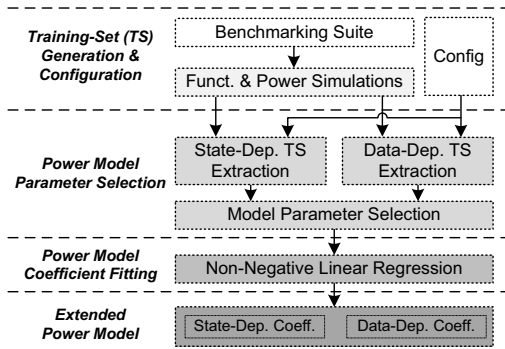 Training-Set (TS)
Generation &
Configuration
Benchmarking Suite
Funct. & Power Simulations
Config
Power Model
Parameter Selection
State-Dep. TS
Extraction
Data-Dep. TS
Extraction
Model Parameter Selection
Power Model
Coefficient Fitting
Non-Negative Linear Regression
Extended
Power Model
State-Dep. Coeff.
Data-Dep. Coeff.